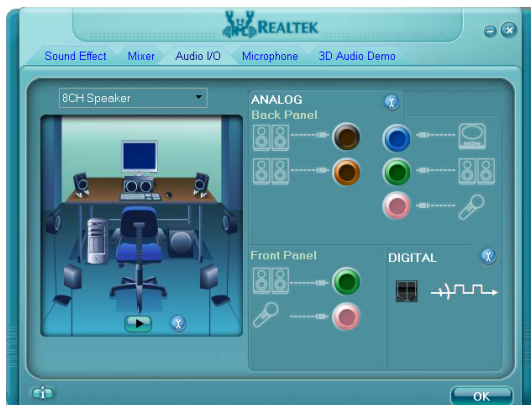 REALTEK
Sound Effect Mixer Audio I/O Microphone 3D Audio Demo
8CH Speaker
ANALOG
Back Panel
Front Panel
DIGITAL
OK